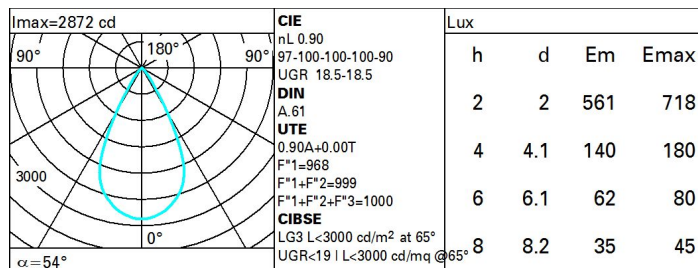 Imax=2872 cd
90°
180°
90°
3000
0°
α=54°
CIE
nL 0.90
97-100-100-100-90
UGR 18.5-18.5
DIN
A.61
UTE
0.90A+0.00T
F"1=968
F"1+F"2=999
F"1+F"2+F"3=1000
CIBSE
LG3 L<3000 cd/m² at 65°
UGR<19 | L<3000 cd/mq @65°
Lux
h d Em Emax
2 2 561 718
4 4.1 140 180
6 6.1 62 80
8 8.2 35 45